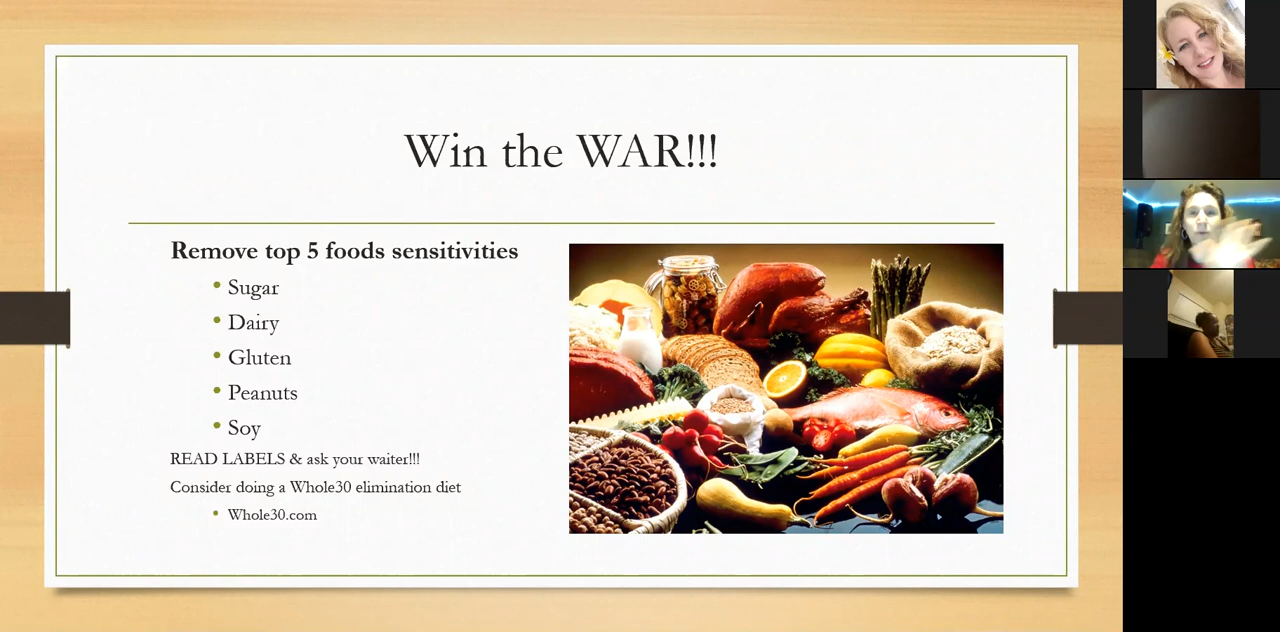 Win the WAR!!!
Remove top 5 foods sensitivities
• Sugar
• Dairy
• Gluten
• Peanuts
• Soy
READ LABELS & ask your waiter!!!
Consider doing a Whole30 elimination diet
• Whole30.com